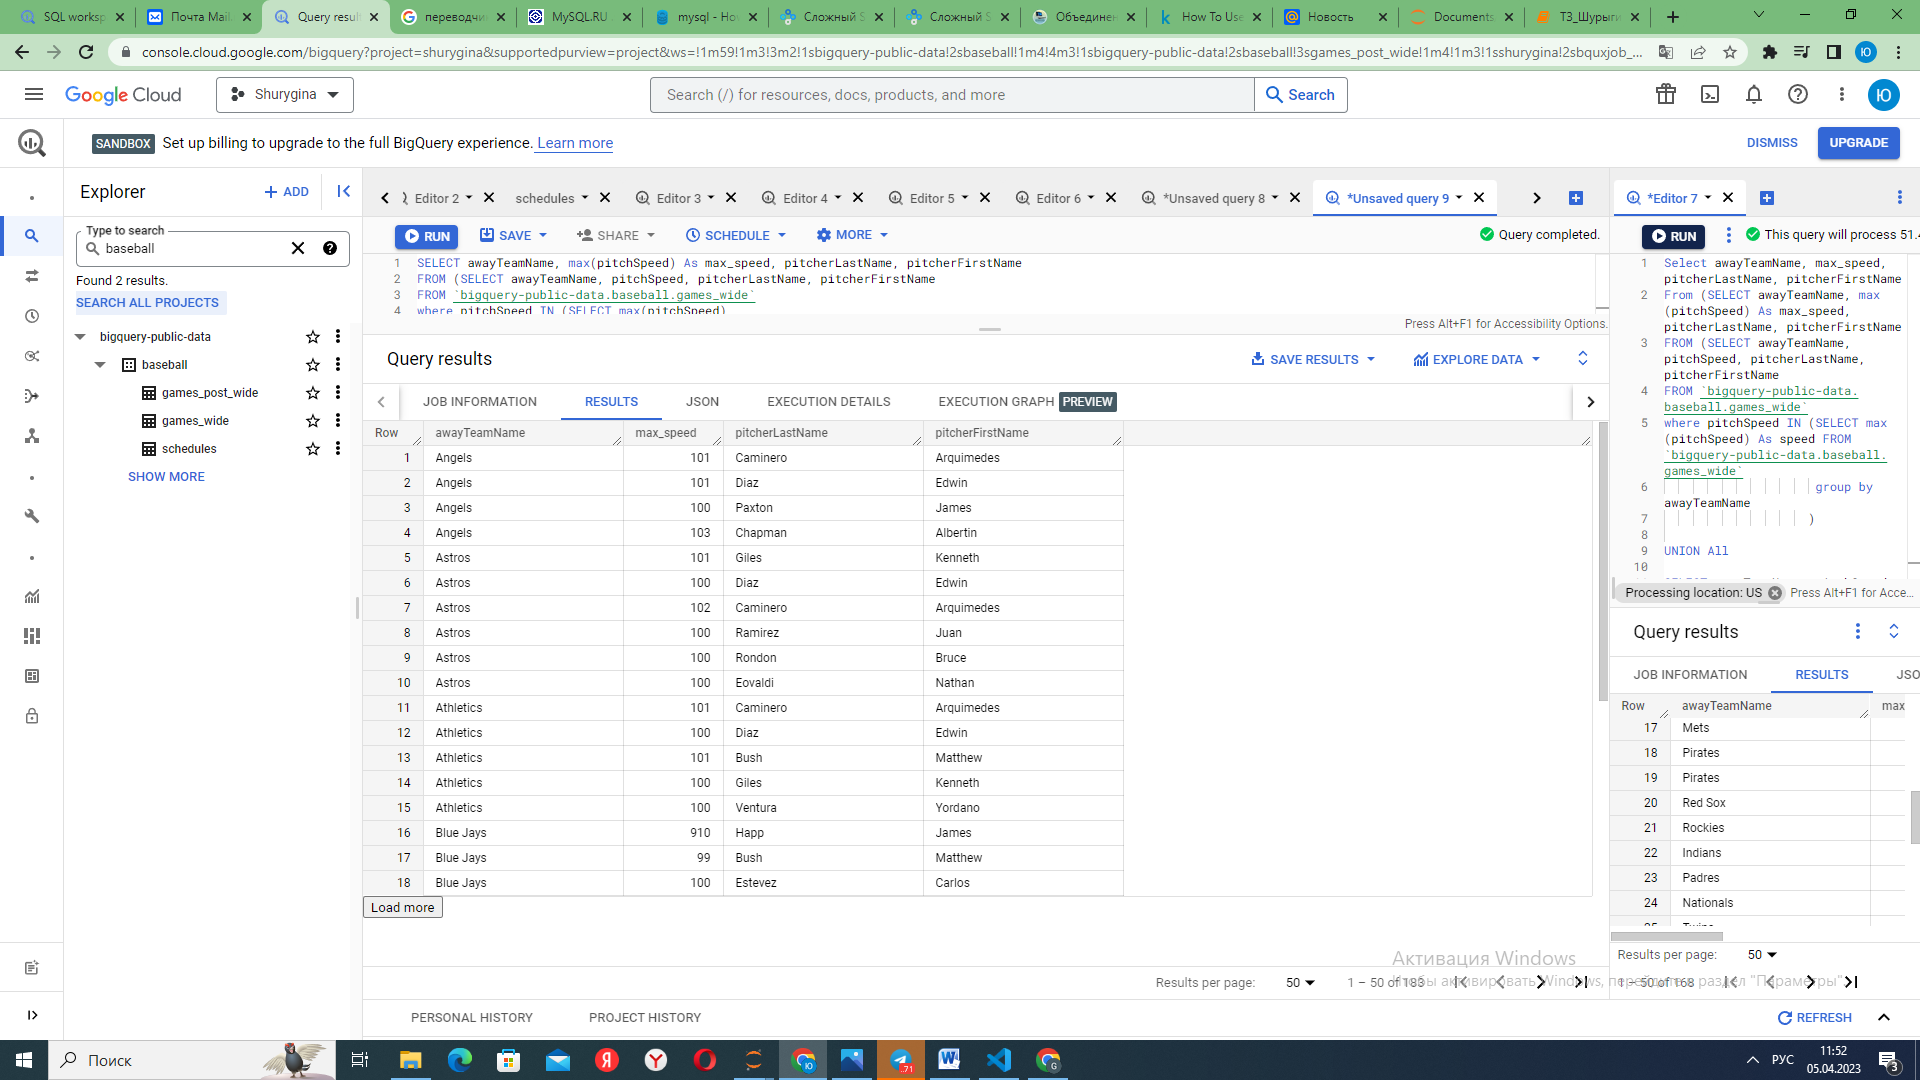 SQL worksp
Почта Mail.
Query result
переводчи
MySQL.RU
mysql - Ho
Сложный S
Сложный S
Объединен
How To Use
Новость
Documents
ТЗ_Шурыги
console.cloud.google.com/bigquery?project=shurygina&supportedpurview=project&ws=!1m59!1m3!3m2!1sbigquery-public-data!2sbaseball!1m4!4m3!1sbigquery-public-data!2sbaseball!3sgames_post_wide!1m4!1m3!1sshurygina!2sbquxjob_...
Ю
Google Cloud
Shurygina
Search (/) for resources, docs, products, and more
Search
Ю
SANDBOX Set up billing to upgrade to the full BigQuery experience. Learn more
DISMISS
UPGRADE
Explorer
+ ADD
Type to search
baseball
Found 2 results.
SEARCH ALL PROJECTS
bigquery-public-data
baseball
games_post_wide
games_wide
schedules
SHOW MORE
Editor 2
schedules
Editor 3
Editor 4
Editor 5
Editor 6
*Unsaved query 8
*Unsaved query 9
RUN
SAVE
SHARE
SCHEDULE
MORE
Query completed.
1 SELECT awayTeamName, max(pitchSpeed) As max_speed, pitcherLastName, pitcherFirstName
2 FROM (SELECT awayTeamName, pitchSpeed, pitcherLastName, pitcherFirstName
3 FROM `bigquery-public-data.baseball.games_wide`
4 where pitchSpeed IN (SELECT max(pitchSpeed)
Press Alt+F1 for Accessibility Options.
Query results
SAVE RESULTS
EXPLORE DATA
JOB INFORMATION
RESULTS
JSON
EXECUTION DETAILS
EXECUTION GRAPH PREVIEW
Row awayTeamName max_speed pitcherLastName pitcherFirstName
1 Angels 101 Caminero Arquimedes
2 Angels 101 Diaz Edwin
3 Angels 100 Paxton James
4 Angels 103 Chapman Albertin
5 Astros 101 Giles Kenneth
6 Astros 100 Diaz Edwin
7 Astros 102 Caminero Arquimedes
8 Astros 100 Ramirez Juan
9 Astros 100 Rondon Bruce
10 Astros 100 Eovaldi Nathan
11 Athletics 101 Caminero Arquimedes
12 Athletics 100 Diaz Edwin
13 Athletics 101 Bush Matthew
14 Athletics 100 Giles Kenneth
15 Athletics 100 Ventura Yordano
16 Blue Jays 910 Happ James
17 Blue Jays 99 Bush Matthew
18 Blue Jays 100 Estevez Carlos
Load more
Results per page: 50 1 – 50 of 183
PERSONAL HISTORY
PROJECT HISTORY
REFRESH
*Editor 7
RUN
This query will process 51.4
1 Select awayTeamName, max_speed,
pitcherLastName, pitcherFirstName
2 From (SELECT awayTeamName, max
(pitchSpeed) As max_speed,
pitcherLastName, pitcherFirstName
3 FROM (SELECT awayTeamName,
pitchSpeed, pitcherLastName,
pitcherFirstName
4 FROM `bigquery-public-data.
baseball.games_wide`
5 where pitchSpeed IN (SELECT max
(pitchSpeed) As speed FROM
`bigquery-public-data.baseball.
games_wide`
6 group by
awayTeamName
7 )
8
9 UNION All
10
Processing location: US
Press Alt+F1 for Acce...
Query results
JOB INFORMATION
RESULTS
JSO
Row awayTeamName max
17 Mets
18 Pirates
19 Pirates
20 Red Sox
21 Rockies
22 Indians
23 Padres
24 Nationals
Results per page: 50
1 – 50 of 168
Активация Windows
Чтобы активировать Windows, перейдите в раздел "Параметры".
Поиск
71
РУС
11:52
05.04.2023
3